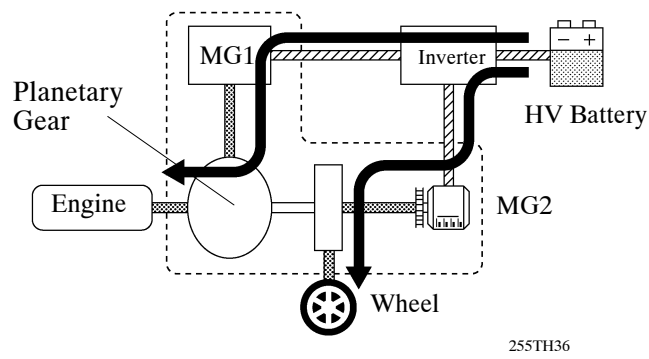 MG1
Inverter
− +
Planetary
Gear
HV Battery
Engine
MG2
Wheel
255TH36